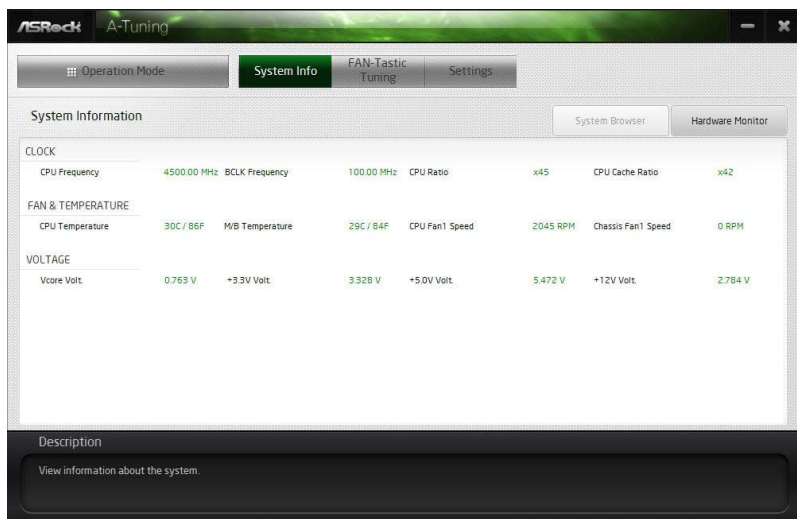 ASRock A-Tuning
Operation Mode System Info FAN-Tastic Tuning Settings
System Information System Browser Hardware Monitor
CLOCK
CPU Frequency 4500.00 MHz BCLK Frequency 100.00 MHz CPU Ratio x45 CPU Cache Ratio x42
FAN & TEMPERATURE
CPU Temperature 30C / 86F M/B Temperature 29C / 84F CPU Fan1 Speed 2045 RPM Chassis Fan1 Speed 0 RPM
VOLTAGE
Vcore Volt. 0.763 V +3.3V Volt. 3.328 V +5.0V Volt. 5.472 V +12V Volt. 2.784 V
Description
View information about the system.